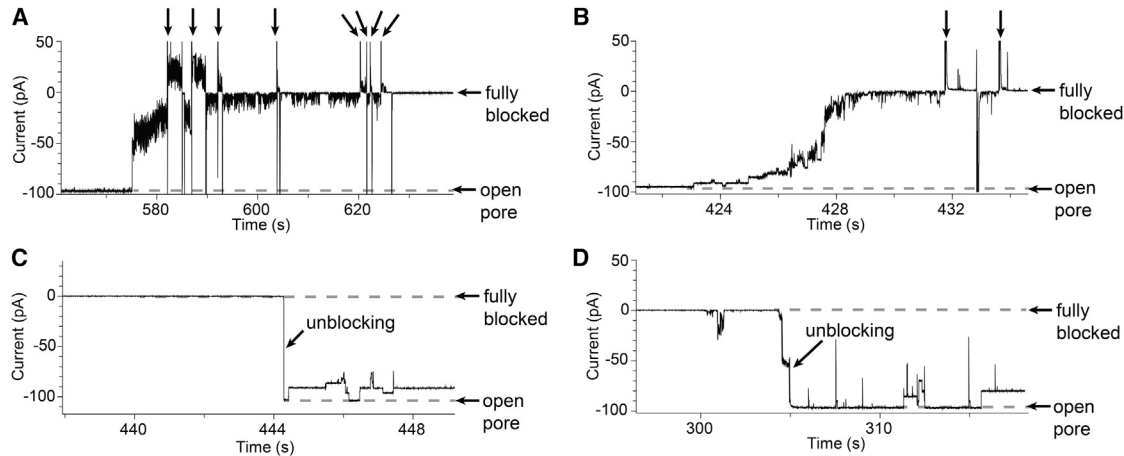 A
50
0
-50
-100
Current (pA)
580
600
620
Time (s)
fully
blocked
open
pore
B
50
0
-50
-100
Current (pA)
424
428
432
Time (s)
fully
blocked
open
pore
C
0
-50
-100
Current (pA)
440
444
448
Time (s)
unblocking
fully
blocked
open
pore
D
50
0
-50
-100
Current (pA)
300
310
Time (s)
unblocking
fully
blocked
open
pore